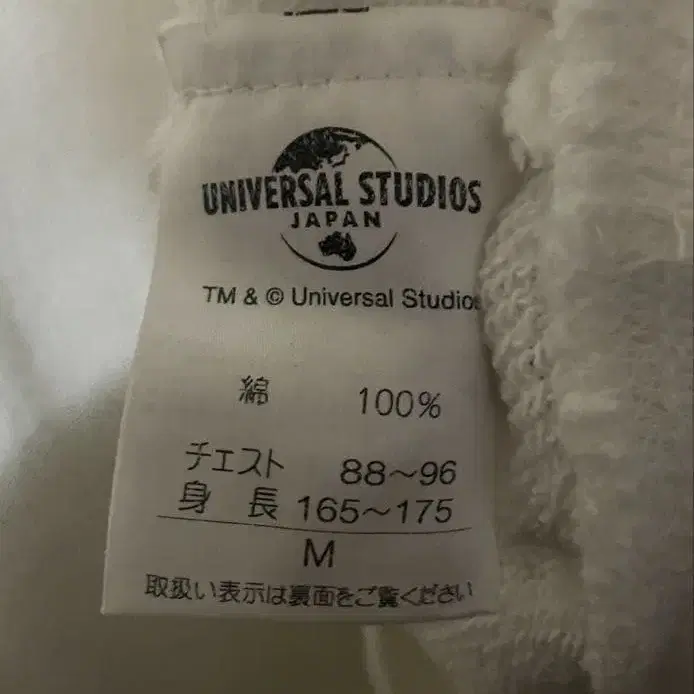 UNIVERSAL STUDIOS
JAPAN
TM & © Universal Studios
綿 100%
チェスト 88～96
身 長 165～175
M
取扱い表示は裏面をご覧ください